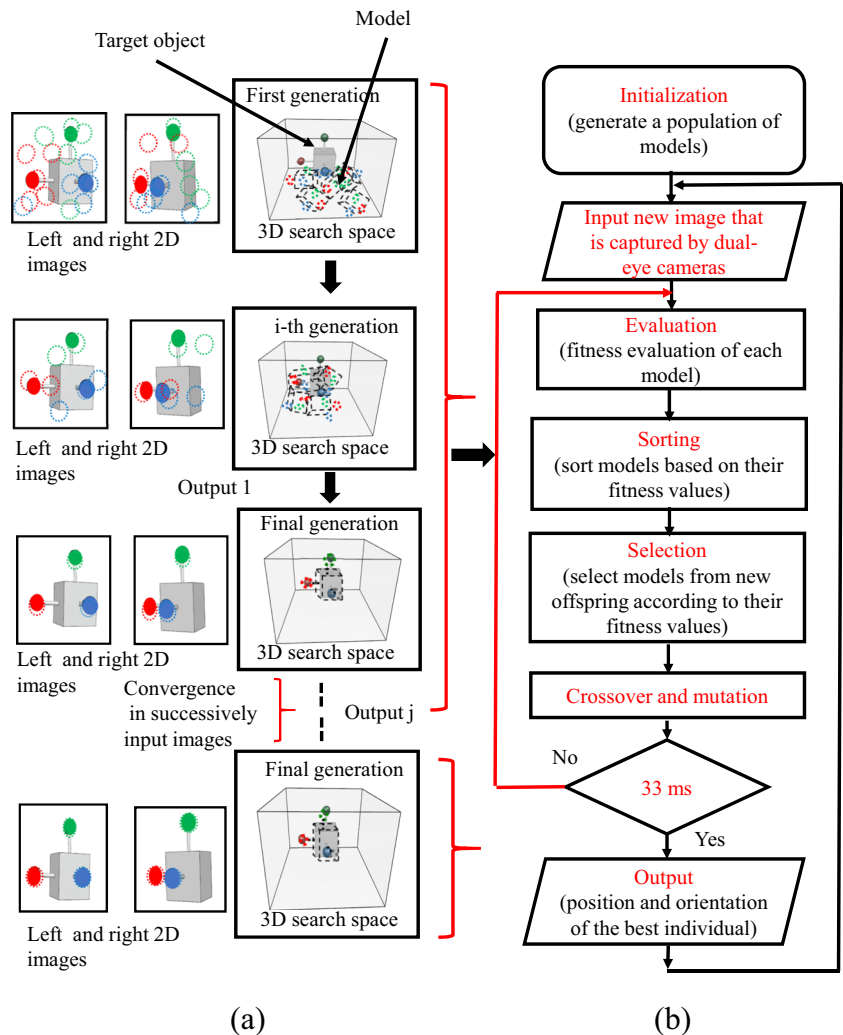 Model
Target object
First generation
3D search space
Left and right 2D
images
i-th generation
3D search space
Left and right 2D
images
Output 1
Final generation
3D search space
Left and right 2D
images
Convergence
in successively
input images
Output j
Final generation
3D search space
Left and right 2D
images
(a)
Initialization
(generate a population of
models)
Input new image that
is captured by dual-
eye cameras
Evaluation
(fitness evaluation of each
model)
Sorting
(sort models based on their
fitness values)
Selection
(select models from new
offspring according to their
fitness values)
Crossover and mutation
No
33 ms
Yes
Output
(position and orientation
of the best individual)
(b)